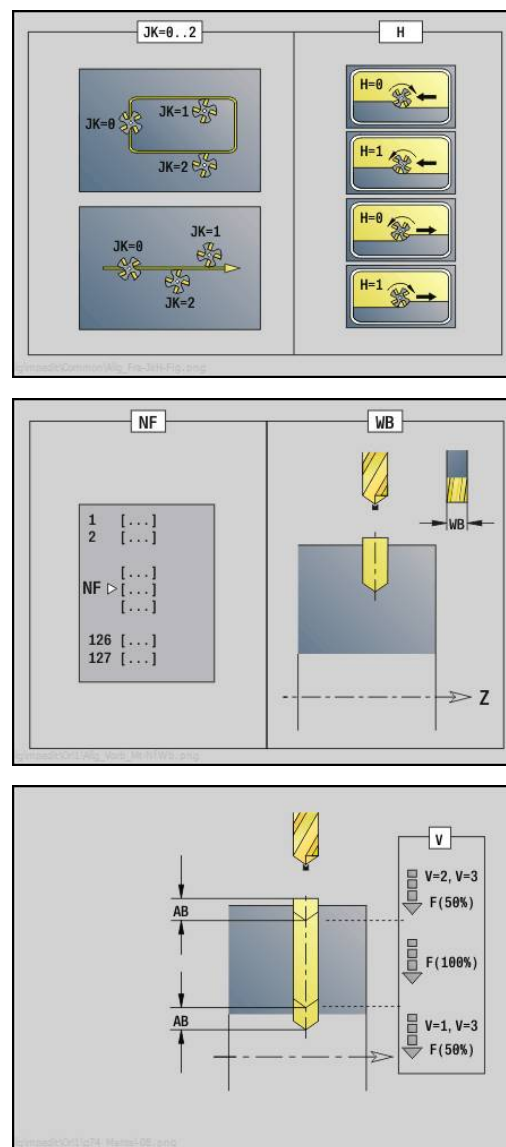 JK=0..2
H
JK=1
JK=0
JK=2
JK=1
JK=0
JK=2
H=0
H=1
H=0
H=1
NF
WB
1 [...]
2 [...]
[...]
NF [...]
[...]
126 [...]
127 [...]
WB
Z
V
AB
V=2, V=3
F(50%)
F(100%)
AB
V=1, V=3
F(50%)